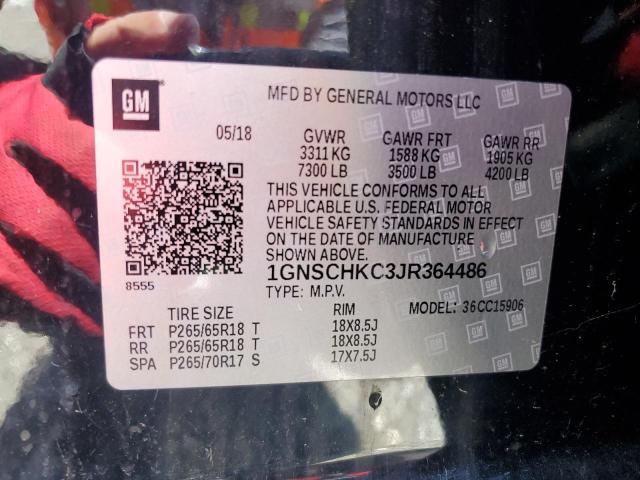 GM
MFD BY GENERAL MOTORS LLC
05/18 GVWR GAWR FRT GAWR RR
3311 KG 1588 KG 1905 KG
7300 LB 3500 LB 4200 LB
THIS VEHICLE CONFORMS TO ALL
APPLICABLE U.S. FEDERAL MOTOR
VEHICLE SAFETY STANDARDS IN EFFECT
ON THE DATE OF MANUFACTURE
SHOWN ABOVE.
8555
1GNSCHKC3JR364486
TYPE: M.P.V. MODEL: 36CC15906
TIRE SIZE RIM
FRT P265/65R18 T 18X8.5J
RR P265/65R18 T 18X8.5J
SPA P265/70R17 S 17X7.5J